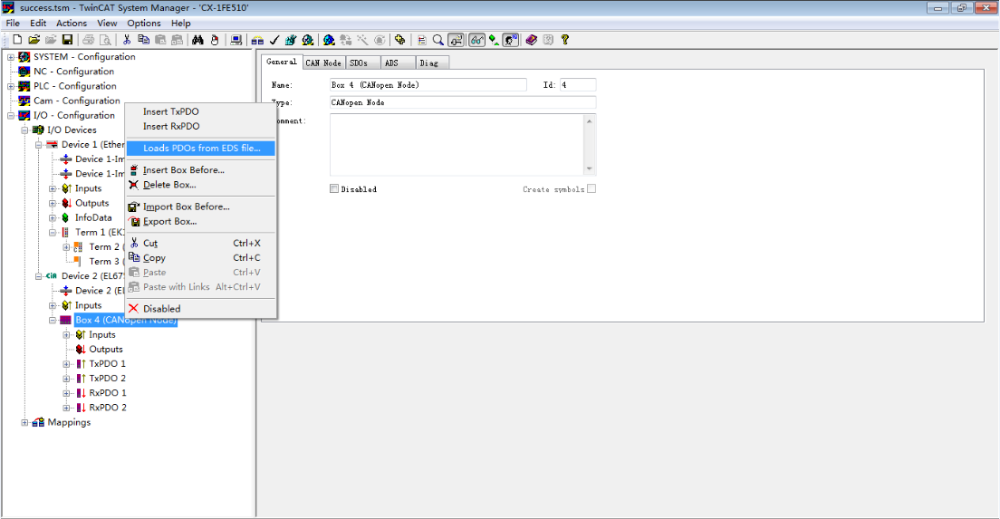 success.tsm - TwinCAT System Manager - 'CX-1FE510'
File Edit Actions View Options Help
SYSTEM - Configuration
NC - Configuration
PLC - Configuration
Cam - Configuration
I/O - Configuration
I/O Devices
Device 1 (Ether
Device 1-Im
Device 1-Im
Inputs
Outputs
InfoData
Term 1 (EK1
Term 2 (
Term 3 (
CiA Device 2 (EL675
Device 2 (EL
Inputs
Box 4 (CANopen Node)
Inputs
Outputs
TxPDO 1
TxPDO 2
RxPDO 1
RxPDO 2
Mappings
Insert TxPDO
Insert RxPDO
Loads PDOs from EDS file...
Insert Box Before...
Delete Box...
Import Box Before...
Export Box...
Cut Ctrl+X
Copy Ctrl+C
Paste Ctrl+V
Paste with Links Alt+Ctrl+V
Disabled
General CAN Node SDOs ADS Diag
Name: Box 4 (CANopen Node) Id: 4
Type: CANopen Node
omment:
Disabled Create symbols